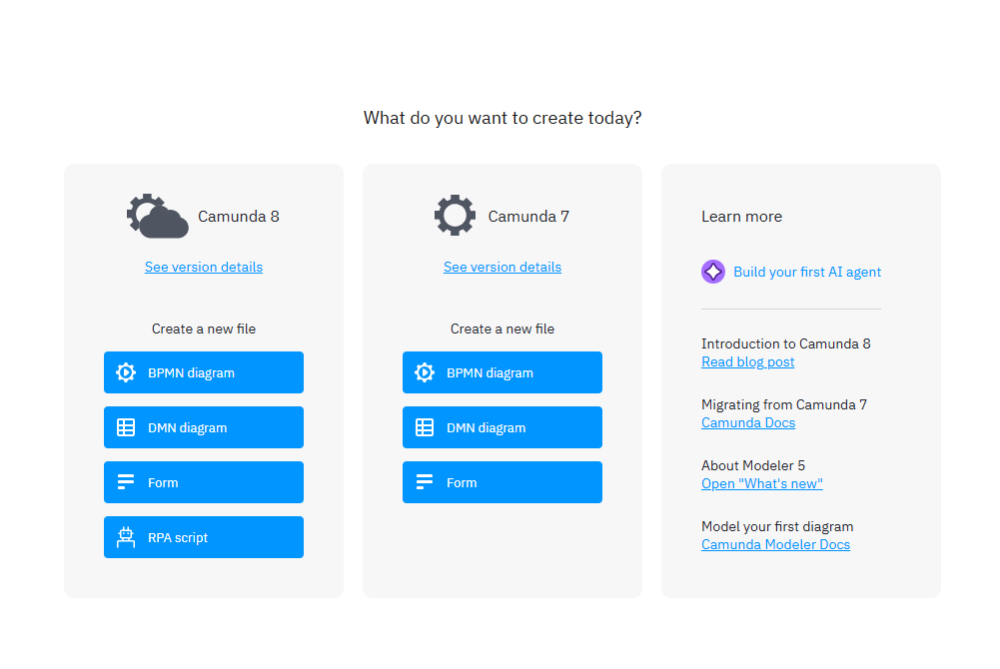 What do you want to create today?
Camunda 8
See version details
Create a new file
BPMN diagram
DMN diagram
Form
RPA script
Camunda 7
See version details
Create a new file
BPMN diagram
DMN diagram
Form
Learn more
Build your first AI agent
Introduction to Camunda 8
Read blog post
Migrating from Camunda 7
Camunda Docs
About Modeler 5
Open "What's new"
Model your first diagram
Camunda Modeler Docs